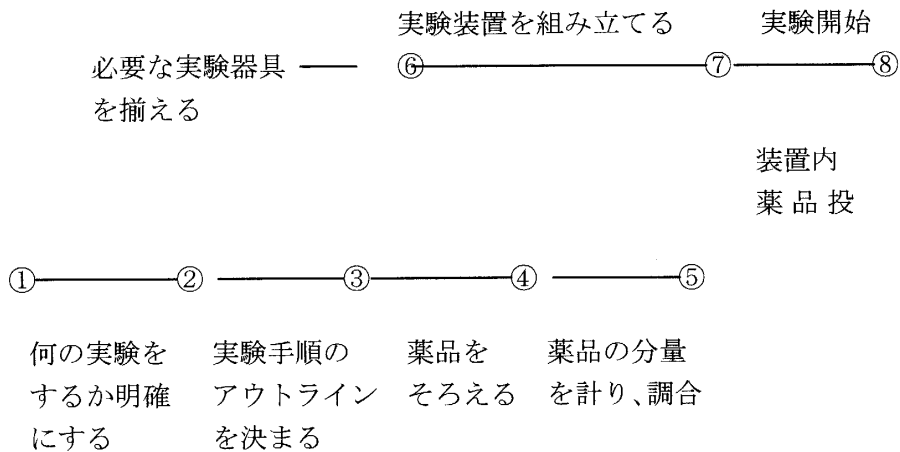 実験装置を組み立てる 実験開始
必要な実験器具 ⑥ ⑦ ⑧
を揃える
装置内
薬品投
① ② ③ ④ ⑤
何の実験を 実験手順の 薬品を 薬品の分量
するか明確 アウトライン そろえる を計り、調合
にする を決まる